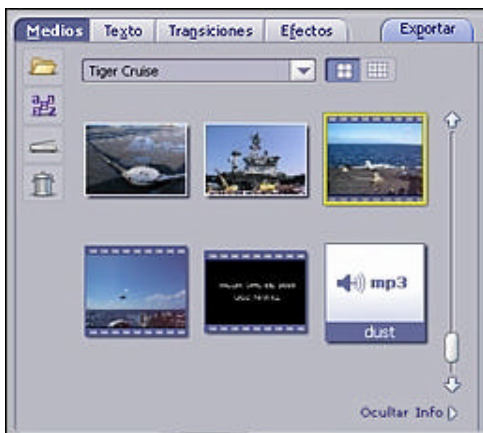 Medios Texto Transiciones Efectos Exportar
Tiger Cruise
mp3
dust
Ocultar Info